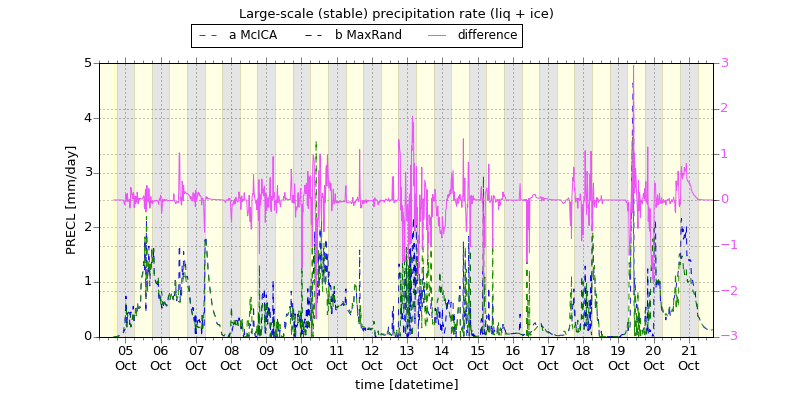 Large-scale (stable) precipitation rate (liq + ice)
a McICA b MaxRand difference
5 3
4 2
3 1
2 0
1 −1
0 −2
−3
PRECL [mm/day]
05 06 07 08 09 10 11 12 13 14 15 16 17 18 19 20 21
Oct Oct Oct Oct Oct Oct Oct Oct Oct Oct Oct Oct Oct Oct Oct Oct Oct
time [datetime]